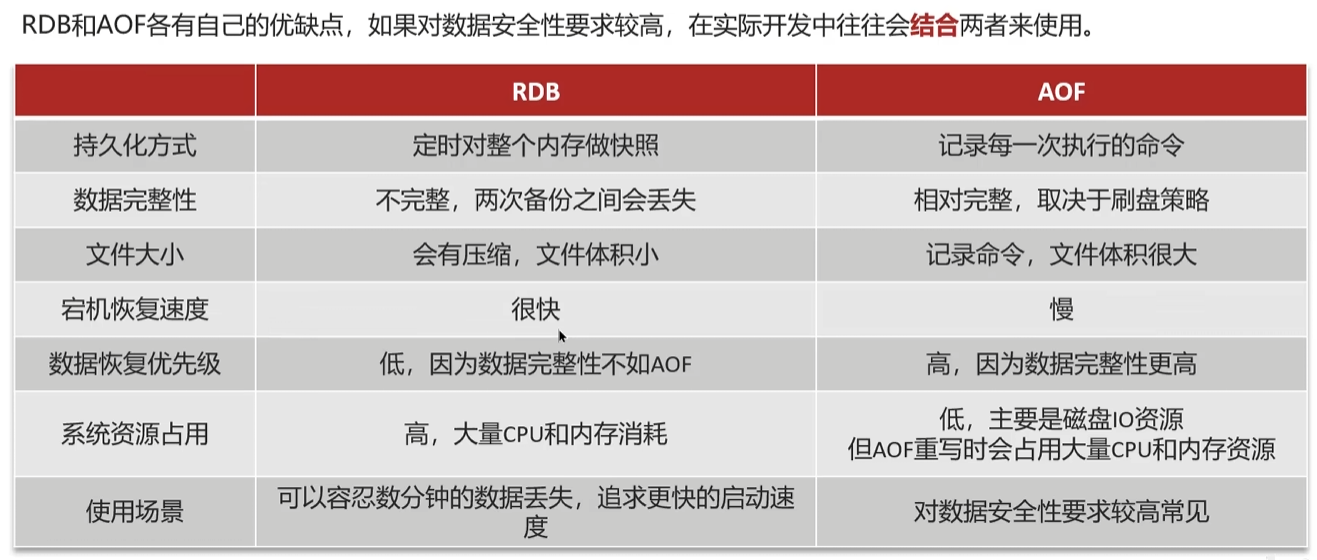 RDB和AOF各有自己的优缺点，如果对数据安全性要求较高，在实际开发中往往会结合两者来使用。
RDB AOF
持久化方式 定时对整个内存做快照 记录每一次执行的命令
数据完整性 不完整，两次备份之间会丢失 相对完整，取决于刷盘策略
文件大小 会有压缩，文件体积小 记录命令，文件体积很大
宕机恢复速度 很快 慢
数据恢复优先级 低，因为数据完整性不如AOF 高，因为数据完整性更高
系统资源占用 高，大量CPU和内存消耗 低，主要是磁盘IO资源
但AOF重写时会占用大量CPU和内存资源
使用场景 可以容忍数分钟的数据丢失，追求更快的启动速
度 对数据安全性要求较高常见